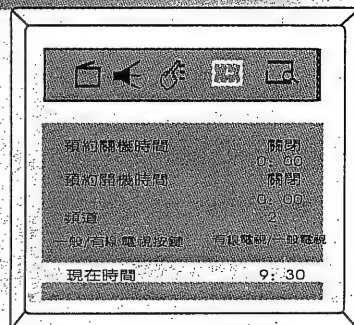 預約關機時間 關閉
0: 00
預約開機時間 關閉
0: 00
頻道 2
一般/有線電視按鍵 有線電視/一般電視
現在時間 9: 30